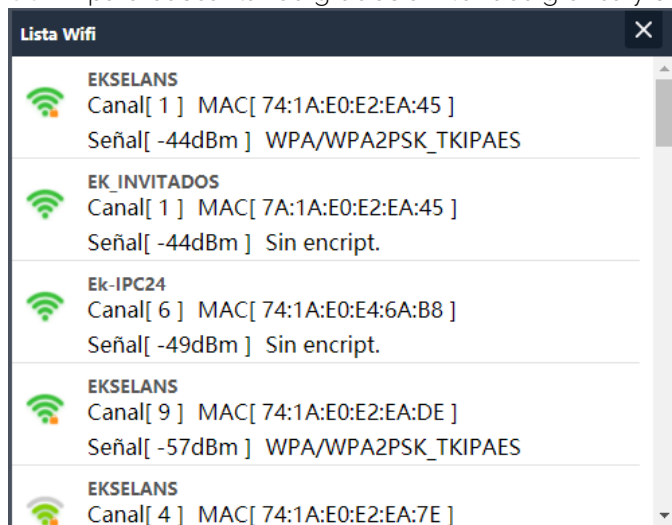 Lista Wifi
EKSELANS
Canal[ 1 ] MAC[ 74:1A:E0:E2:EA:45 ]
Señal[ -44dBm ] WPA/WPA2PSK_TKIPAES
EK_INVITADOS
Canal[ 1 ] MAC[ 7A:1A:E0:E2:EA:45 ]
Señal[ -44dBm ] Sin encript.
Ek-IPC24
Canal[ 6 ] MAC[ 74:1A:E0:E4:6A:B8 ]
Señal[ -49dBm ] Sin encript.
EKSELANS
Canal[ 9 ] MAC[ 74:1A:E0:E2:EA:DE ]
Señal[ -57dBm ] WPA/WPA2PSK_TKIPAES
EKSELANS
Canal[ 4 ] MAC[ 74:1A:E0:E2:EA:7E ]